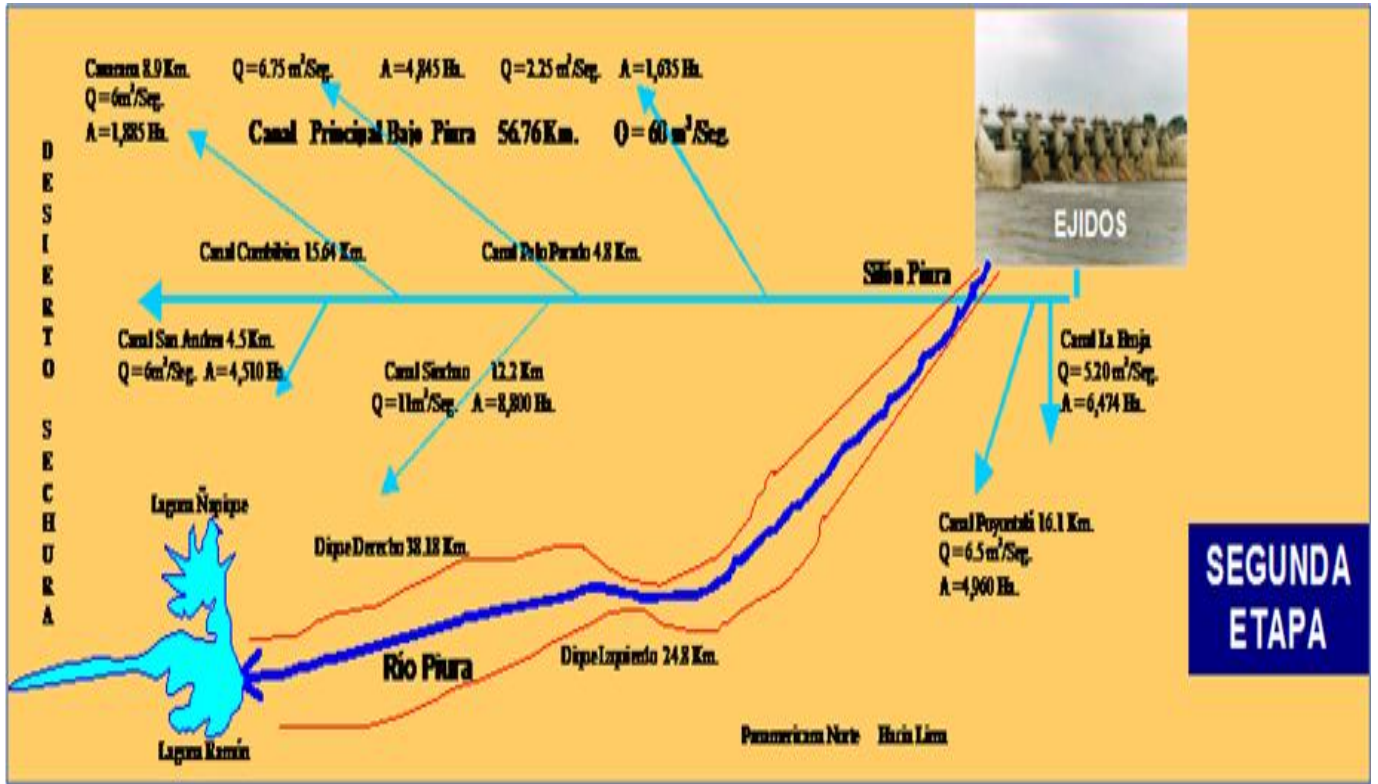 8.9 Km. Q = 6.75 m³/Seg. A = 4,845 Ha. Q = 2.25 m³/Seg. A = 1,635 Ha.
Q = 6m³/Seg.
A = 1,885 Ha.
Canal Principal Bajo Piura 56.76 Km. Q = 60 m³/Seg.
EJIDOS
DESIERTO SECHURA
Canal 15.64 Km.
Canal Palo Parado 4.8 Km.
Sifón Piura
Canal San Andres 4.5 Km.
Q = 6m³/Seg. A = 4,510 Ha.
Canal Sinchao 12.2 Km
Q = 11m³/Seg. A = 8,800 Ha.
Canal La Bruja
Q = 5.20 m³/Seg.
A = 6,474 Ha.
Laguna Ñapique
Dique Derecho 38.18 Km.
Canal Puyuntalá 16.1 Km.
Q = 6.5 m³/Seg.
A = 4,960 Ha.
SEGUNDA
ETAPA
Río Piura
Dique Izquierdo 24.8 Km.
Laguna Ramón
Panamericana Norte Hacia Lima